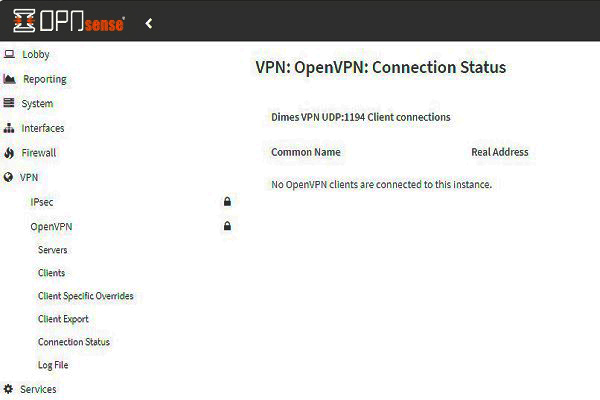 OPNsense
Lobby
Reporting
System
Interfaces
Firewall
VPN
IPsec
OpenVPN
Servers
Clients
Client Specific Overrides
Client Export
Connection Status
Log File
Services
VPN: OpenVPN: Connection Status
Dimes VPN UDP:1194 Client connections
Common Name Real Address
No OpenVPN clients are connected to this instance.